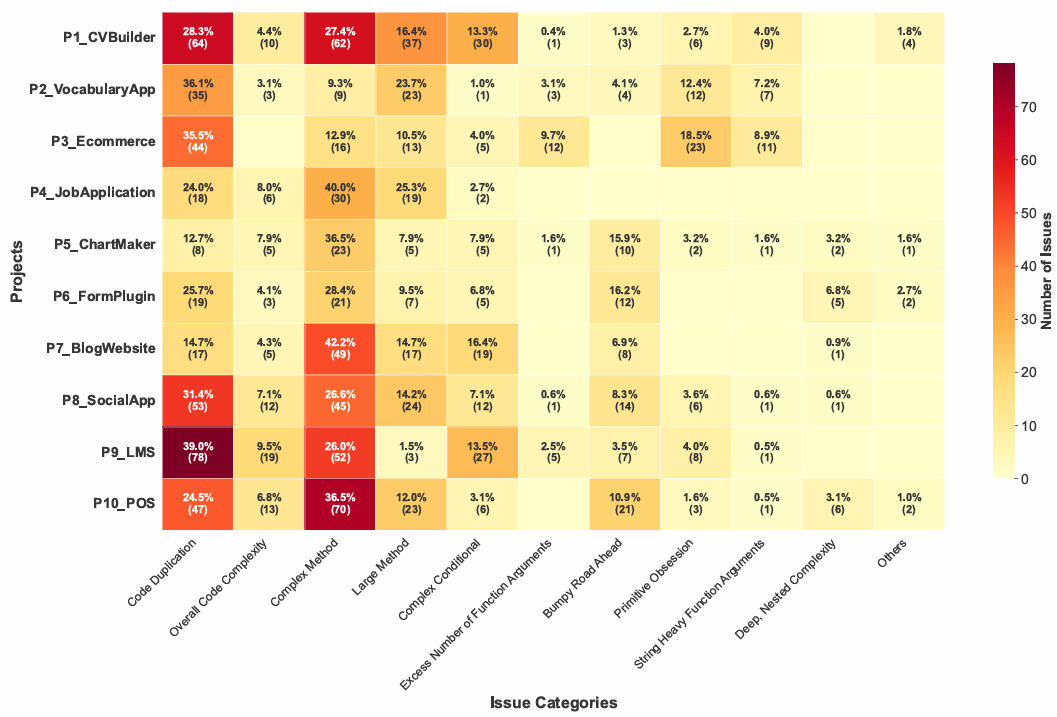 P1_CVBuilder 28.3% (64) 4.4% (10) 27.4% (62) 16.4% (37) 13.3% (30) 0.4% (1) 1.3% (3) 2.7% (6) 4.0% (9) 1.8% (4)
P2_VocabularyApp 36.1% (35) 3.1% (3) 9.3% (9) 23.7% (23) 1.0% (1) 3.1% (3) 4.1% (4) 12.4% (12) 7.2% (7)
P3_Ecommerce 35.5% (44) 12.9% (16) 10.5% (13) 4.0% (5) 9.7% (12) 18.5% (23) 8.9% (11)
P4_JobApplication 24.0% (18) 8.0% (6) 40.0% (30) 25.3% (19) 2.7% (2)
P5_ChartMaker 12.7% (8) 7.9% (5) 36.5% (23) 7.9% (5) 7.9% (5) 1.6% (1) 15.9% (10) 3.2% (2) 1.6% (1) 3.2% (2) 1.6% (1)
P6_FormPlugin 25.7% (19) 4.1% (3) 28.4% (21) 9.5% (7) 6.8% (5) 16.2% (12) 6.8% (5) 2.7% (2)
P7_BlogWebsite 14.7% (17) 4.3% (5) 42.2% (49) 14.7% (17) 16.4% (19) 6.9% (8) 0.9% (1)
P8_SocialApp 31.4% (53) 7.1% (12) 26.6% (45) 14.2% (24) 7.1% (12) 0.6% (1) 8.3% (14) 3.6% (6) 0.6% (1) 0.6% (1)
P9_LMS 39.0% (78) 9.5% (19) 26.0% (52) 1.5% (3) 13.5% (27) 2.5% (5) 3.5% (7) 4.0% (8) 0.5% (1)
P10_POS 24.5% (47) 6.8% (13) 36.5% (70) 12.0% (23) 3.1% (6) 10.9% (21) 1.6% (3) 0.5% (1) 3.1% (6) 1.0% (2)
Projects
Code Duplication
Overall Code Complexity
Complex Method
Large Method
Complex Conditional
Excess Number of Function Arguments
Bumpy Road Ahead
Primitive Obsession
String Heavy Function Arguments
Deep, Nested Complexity
Others
Issue Categories
70
60
50
40
30
20
10
0
Number of Issues